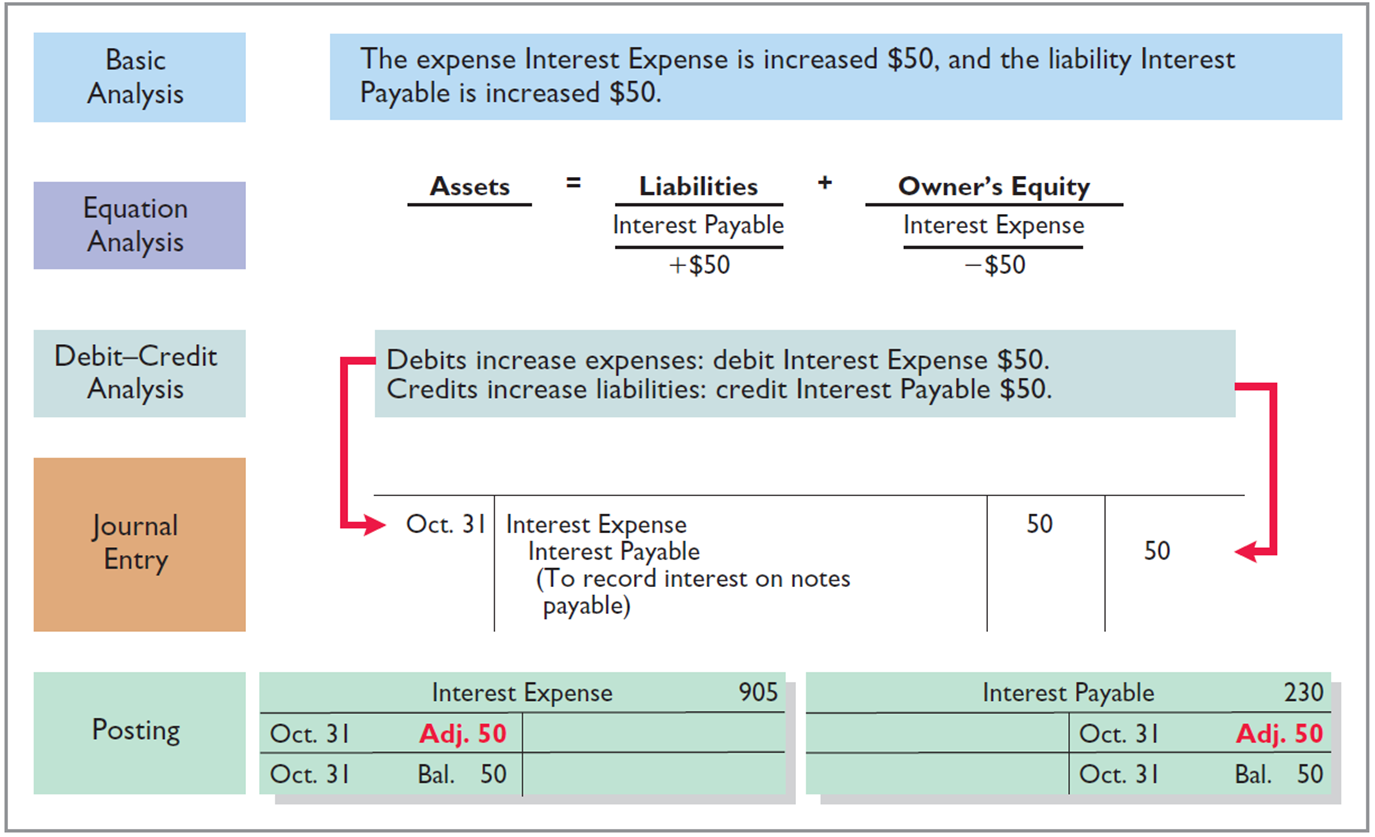 Basic
Analysis
The expense Interest Expense is increased $50, and the liability Interest
Payable is increased $50.
Equation
Analysis
Assets = Liabilities + Owner’s Equity
Interest Payable Interest Expense
+$50 −$50
Debit–Credit
Analysis
Debits increase expenses: debit Interest Expense $50.
Credits increase liabilities: credit Interest Payable $50.
Journal
Entry
Oct. 31 Interest Expense 50
Interest Payable 50
(To record interest on notes
payable)
Posting
Interest Expense 905
Oct. 31 Adj. 50
Oct. 31 Bal. 50
Interest Payable 230
Oct. 31 Adj. 50
Oct. 31 Bal. 50